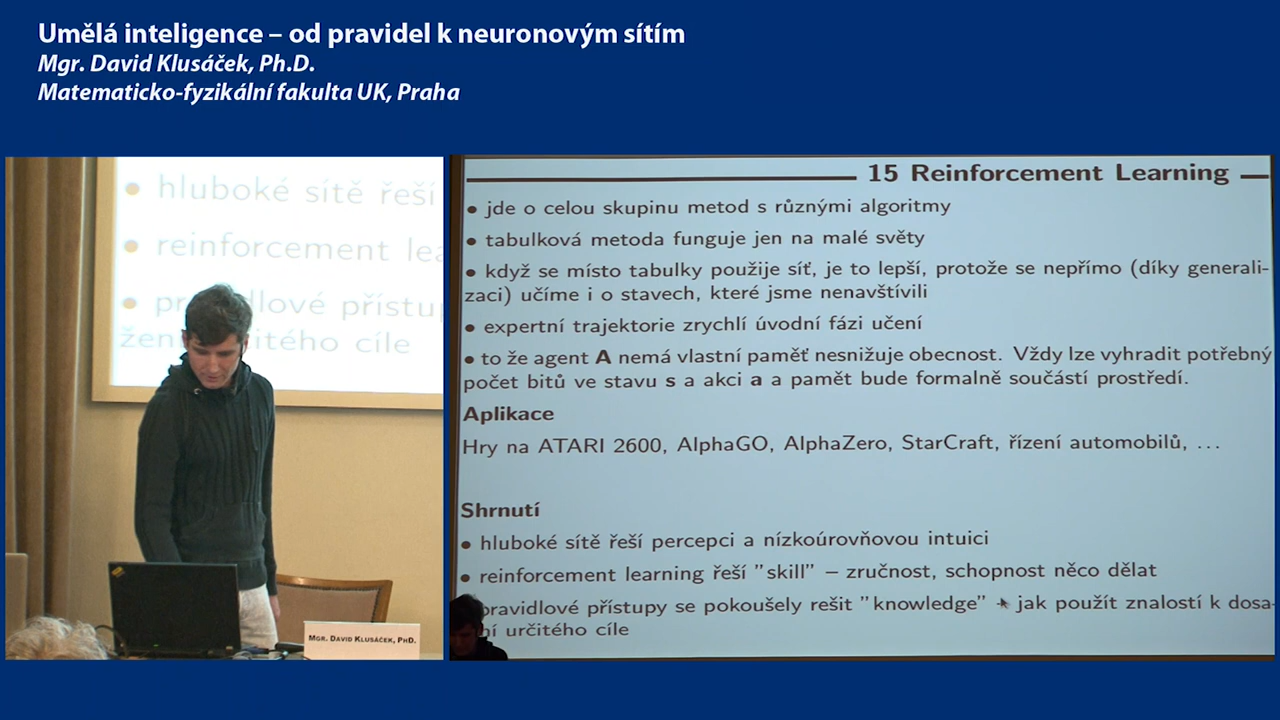 Umělá inteligence – od pravidel k neuronovým sítím
Mgr. David Klusáček, Ph.D.
Matematicko-fyzikální fakulta UK, Praha
• hluboké sítě řeší
• reinforcement lea
• pr vidlové přístup
žen určitého cíle
MGR. DAVID KLUSÁČEK, PHD.
15 Reinforcement Learning
• jde o celou skupinu metod s různými algoritmy
• tabulková metoda funguje jen na malé světy
• když se místo tabulky použije síť, je to lepší, protože se nepřímo (díky generali-
zaci) učíme i o stavech, které jsme nenavštívili
• expertní trajektorie zrychlí úvodní fázi učení
• to že agent A nemá vlastní paměť nesnižuje obecnost. Vždy lze vyhradit potřebný
počet bitů ve stavu s a akci a a pamět bude formalně součástí prostředí.
Aplikace
Hry na ATARI 2600, AlphaGO, AlphaZero, StarCraft, řízení automobilů, ...
Shrnutí
• hluboké sítě řeší percepci a nízkoúrovňovou intuici
• reinforcement learning řeší "skill" – zručnost, schopnost něco dělat
pravidlové přístupy se pokoušely rešit "knowledge" – jak použít znalostí k dosa-
ní určitého cíle